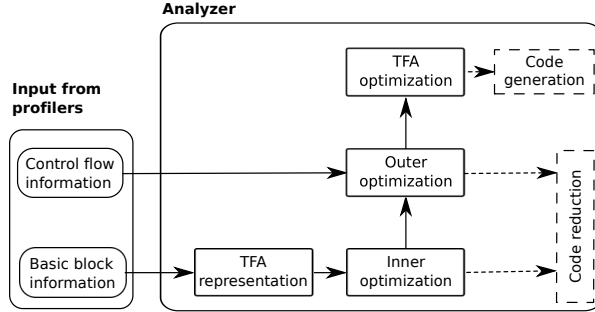 Analyzer
Input from
profilers
TFA
optimization
Code
generation
Control flow
information
Outer
optimization
Code reduction
Basic block
information
TFA
representation
Inner
optimization